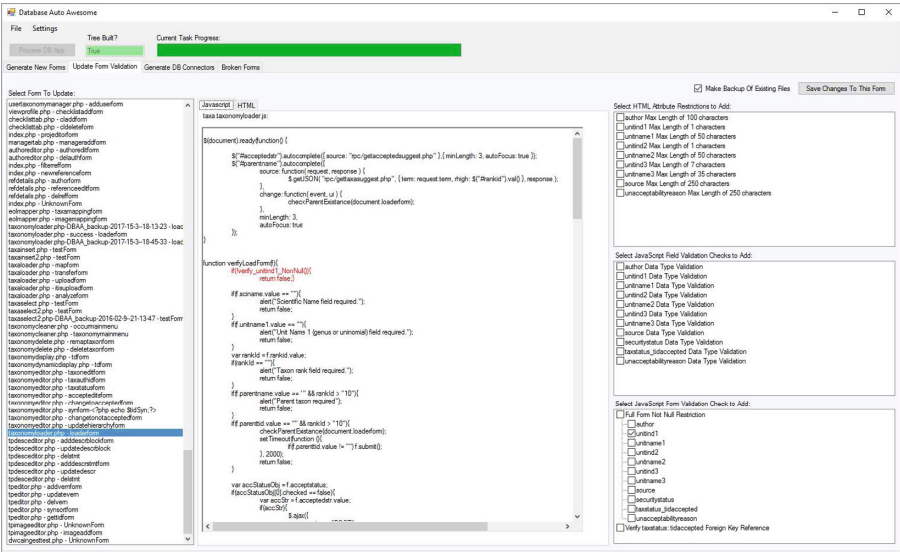 Database Auto Awesome
File Settings
Tree Built? Current Task Progress:
Process DB App True
Generate New Forms Update Form Validation Generate DB Connectors Broken Forms
Make Backup Of Existing Files Save Changes To This Form
Select Form To Update:
usertaxonomymanager.php - adduserform
viewprofile.php - checklistaddform
checklisttab.php - claddform
checklisttab.php - cldeleteform
index.php - projeditorform
managertab.php - manageraddform
authoreditor.php - authoreditform
authoreditor.php - delauthform
index.php - filterrefform
index.php - newreferenceform
refdetails.php - authorform
refdetails.php - referenceeditform
refdetails.php - delrefform
index.php - UnknownForm
eolmapper.php - taxamappingform
eolmapper.php - imagemappingform
taxonomyloader.php-DBAA_backup-2017-15-3--18-13-23 - load
taxonomyloader.php - success - loaderform
taxonomyloader.php-DBAA_backup-2017-15-3--18-45-33 - load
taxainsert.php - testForm
taxainsert2.php - testForm
taxaloader.php - mapform
taxaloader.php - transferform
taxaloader.php - uploadform
taxaloader.php - itisuploadform
taxaloader.php - analyzeform
taxaselect.php - testForm
taxaselect2.php - testForm
taxaselect2.php-DBAA_backup-2016-02-9--21-13-47 - testForm
taxonomycleaner.php - occurmainmenu
taxonomycleaner.php - taxonomymainmenu
taxonomydelete.php - remaptaxonform
taxonomydelete.php - deletetaxonform
taxonomydisplay.php - tdform
taxonomydynamicdisplay.php - tdform
taxonomyeditor.php - taxoneditform
taxonomyeditor.php - taxauthidform
taxonomyeditor.php - taxstatusform
taxonomyeditor.php - accepteditsform
taxonomyeditor.php - changetoacceptedform
taxonomyeditor.php - synform-<?php echo $tidSyn;?>
taxonomyeditor.php - changetonotacceptedform
taxonomyeditor.php - updatehierarchyform
taxonomyloader.php - loaderform
tpdesceditor.php - adddescrblockform
tpdesceditor.php - updatedescrblock
tpdesceditor.php - delstmt
tpdesceditor.php - adddescrstmtform
tpdesceditor.php - updatedescr
tpdesceditor.php - delstmt
tpeditor.php - addvernform
tpeditor.php - updatevern
tpeditor.php - delvern
tpeditor.php - synsortform
tpeditor.php - gettidform
tpimageeditor.php - UnknownForm
tpimageeditor.php - imageaddform
dwcaingesttest.php - UnknownForm
Javascript HTML
taxa.taxonomyloader.js:
$(document).ready(function() {
$("#acceptedstr").autocomplete({ source: "rpc/getacceptedsuggest.php" },{ minLength: 3, autoFocus: true });
$("#parentname").autocomplete({
source: function( request, response ) {
$.getJSON( "rpc/gettaxasuggest.php", { term: request.term, rhigh: $("#rankid").val() }, response );
},
change: function( event, ui ) {
checkParentExistance(document.loaderform);
},
minLength: 3,
autoFocus: true
});
}
function verifyLoadForm(f){
if(!verify_unitind1_NonNull()){
return false;}
if(f.sciname.value == ""){
alert("Scientific Name field required.");
return false;
}
if(f.unitname1.value == ""){
alert("Unit Name 1 (genus or uninomial) field required.");
return false;
}
var rankId = f.rankid.value;
if(rankId == ""){
alert("Taxon rank field required.");
return false;
}
if(f.parentname.value == "" && rankId > "10"){
alert("Parent taxon required");
return false;
}
if(f.parenttid.value == "" && rankId > "10"){
checkParentExistance(document.loaderform);
setTimeout(function (){
if(f.parenttid.value != "") f.submit();
}, 2000);
return false;
}
var accStatusObj = f.acceptstatus;
if(accStatusObj[0].checked == false){
var accStr = f.acceptedstr.value;
if(accStr){
$.ajax({
Select HTML Attribute Restrictions to Add:
author Max Length of 100 characters
unitind1 Max Length of 1 characters
unitname1 Max Length of 50 characters
unitind2 Max Length of 1 characters
unitname2 Max Length of 50 characters
unitind3 Max Length of 7 characters
unitname3 Max Length of 35 characters
source Max Length of 250 characters
unacceptabilityreason Max Length of 250 characters
Select JavaScript Field Validation Checks to Add:
author Data Type Validation
unitind1 Data Type Validation
unitname1 Data Type Validation
unitind2 Data Type Validation
unitname2 Data Type Validation
unitind3 Data Type Validation
unitname3 Data Type Validation
source Data Type Validation
securitystatus Data Type Validation
taxstatus_tidaccepted Data Type Validation
unacceptabilityreason Data Type Validation
Select JavaScript Form Validation Check to Add:
Full Form Not Null Restriction
author
unitind1
unitname1
unitind2
unitname2
unitind3
unitname3
source
securitystatus
taxstatus_tidaccepted
unacceptabilityreason
Verify taxstatus: tidaccepted Foreign Key Reference